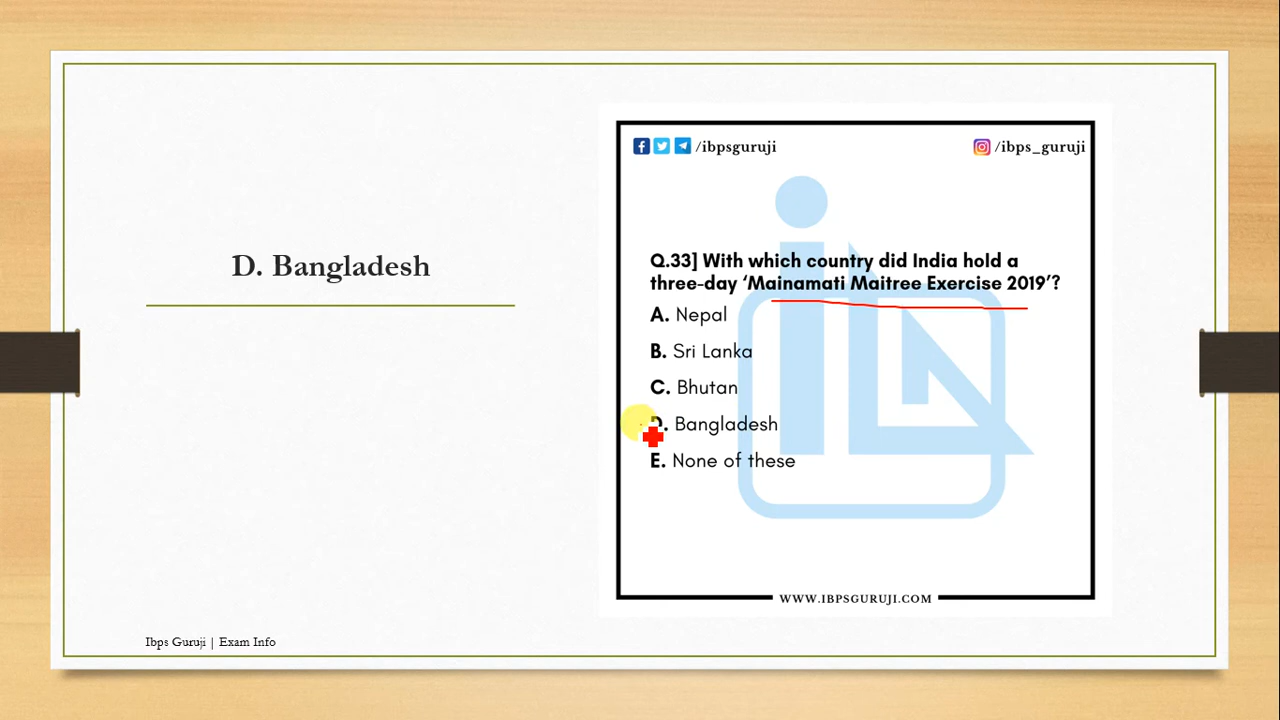 D. Bangladesh
/ibpsguruji
/ibps_guruji
Q.33] With which country did India hold a
three-day ‘Mainamati Maitree Exercise 2019’?
A. Nepal
B. Sri Lanka
C. Bhutan
D. Bangladesh
E. None of these
WWW.IBPSGURUJI.COM
Ibps Guruji | Exam Info